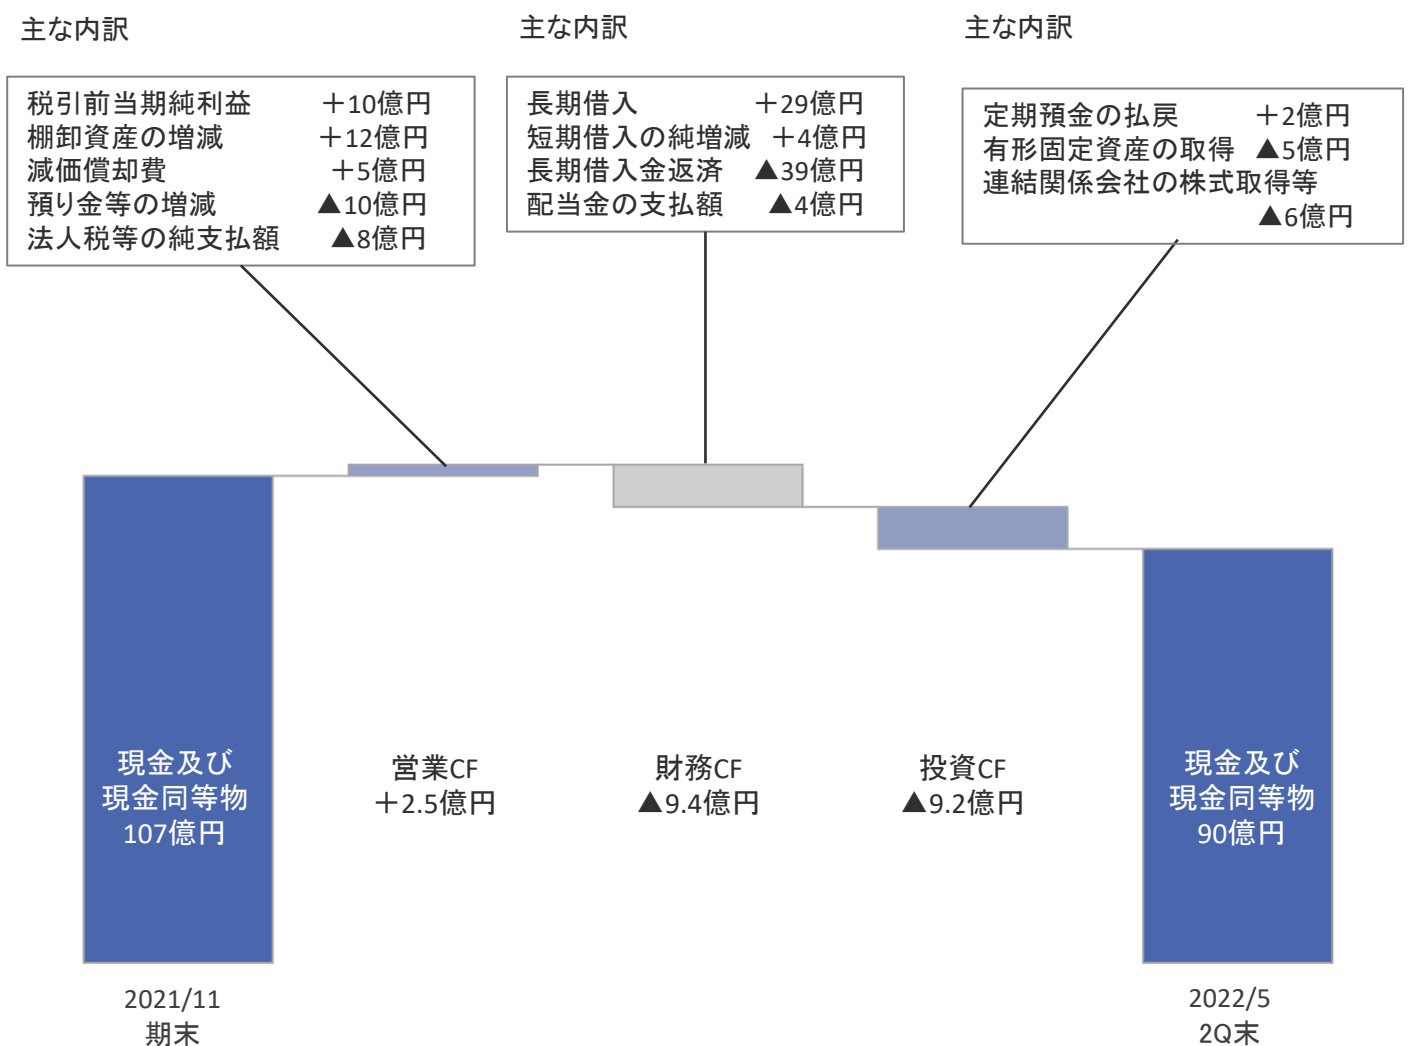 主な内訳
税引前当期純利益 +10億円
棚卸資産の増減 +12億円
減価償却費 +5億円
預り金等の増減 ▲10億円
法人税等の純支払額 ▲8億円
主な内訳
長期借入 +29億円
短期借入の純増減 +4億円
長期借入金返済 ▲39億円
配当金の支払額 ▲4億円
主な内訳
定期預金の払戻 +2億円
有形固定資産の取得 ▲5億円
連結関係会社の株式取得等
▲6億円
現金及び
現金同等物
107億円
営業CF
+2.5億円
財務CF
▲9.4億円
投資CF
▲9.2億円
現金及び
現金同等物
90億円
2021/11
期末
2022/5
2Q末